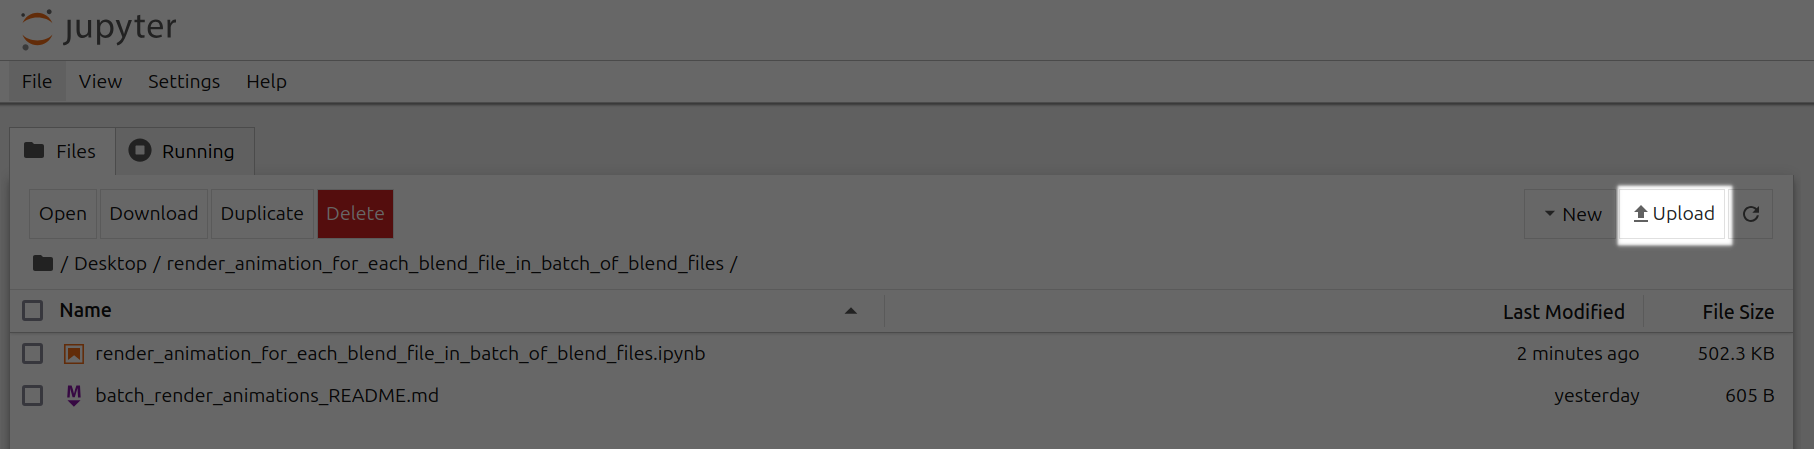 jupyter
File View Settings Help
Files Running
Open Download Duplicate Delete New Upload
/ Desktop / render_animation_for_each_blend_file_in_batch_of_blend_files /
Name Last Modified File Size
render_animation_for_each_blend_file_in_batch_of_blend_files.ipynb 2 minutes ago 502.3 KB
M batch_render_animations_README.md yesterday 605 B